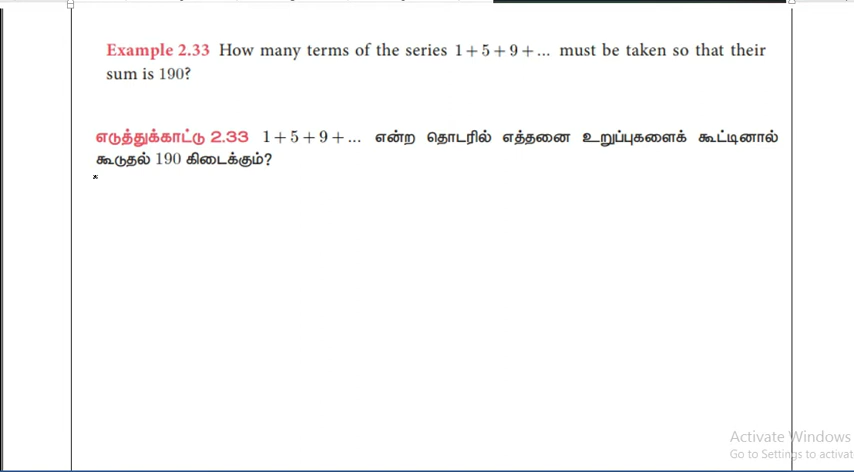 Example 2.33 How many terms of the series 1 + 5 + 9 + ... must be taken so that their
sum is 190?
எடுத்துக்காட்டு 2.33 1 + 5 + 9 + ... என்ற தொடரில் எத்தனை உறுப்புகளைக் கூட்டினால்
கூடுதல் 190 கிடைக்கும்?
Activate Windows
Go to Settings to activat